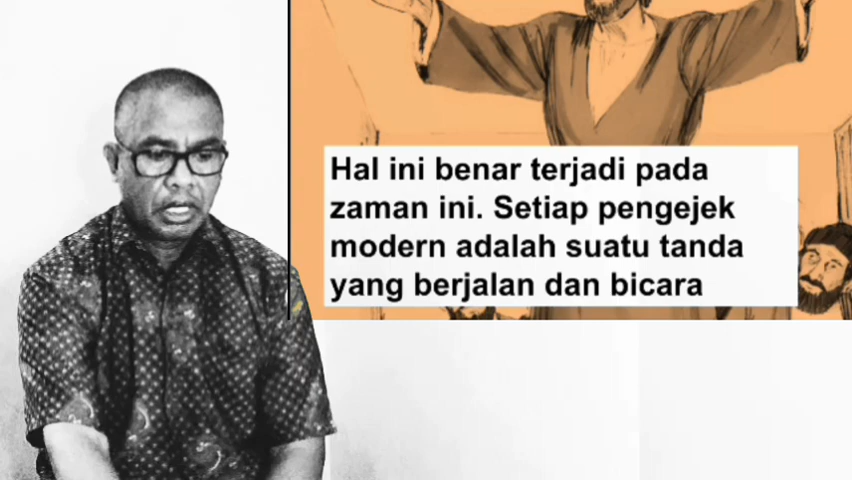 Hal ini benar terjadi pada
zaman ini. Setiap pengejek
modern adalah suatu tanda
yang berjalan dan bicara